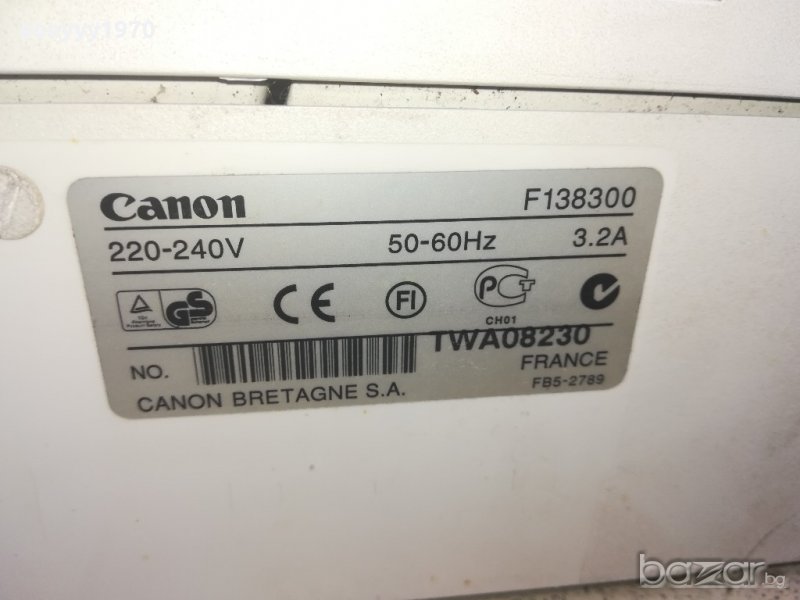 Canon F138300
220-240V 50-60Hz 3.2A
GS CE FI PCT
CH01
TWA08230
NO. FRANCE
FB5-2789
CANON BRETAGNE S.A.
bazar.bg